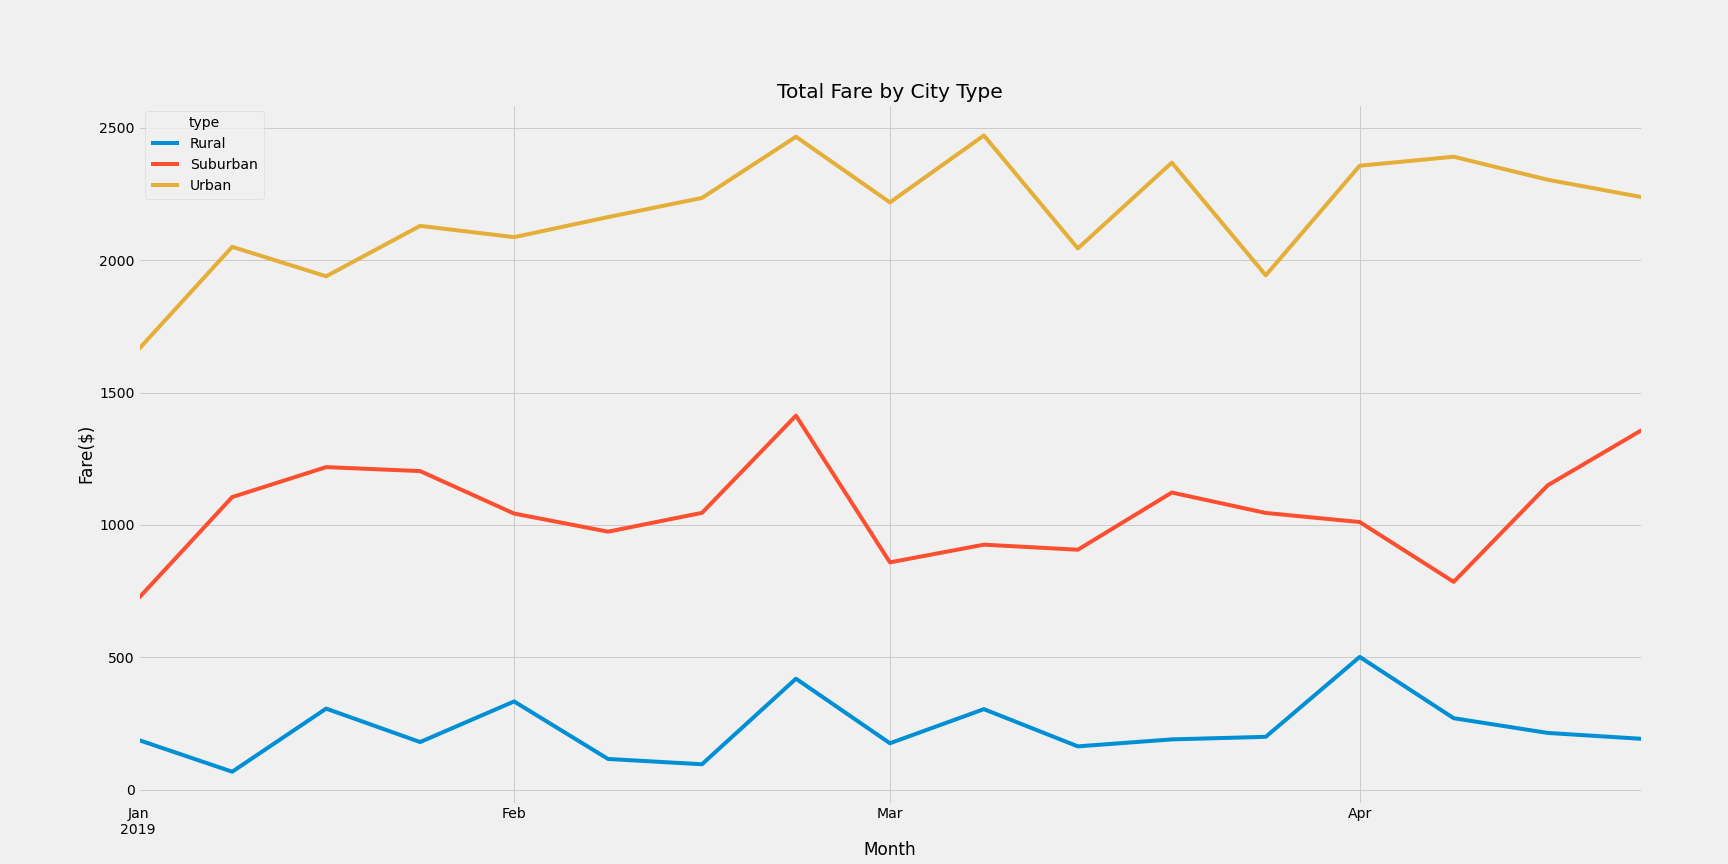 Total Fare by City Type
type
Rural
Suburban
Urban
Fare($)
2500
2000
1500
1000
500
0
Jan Feb Mar Apr
2019
Month